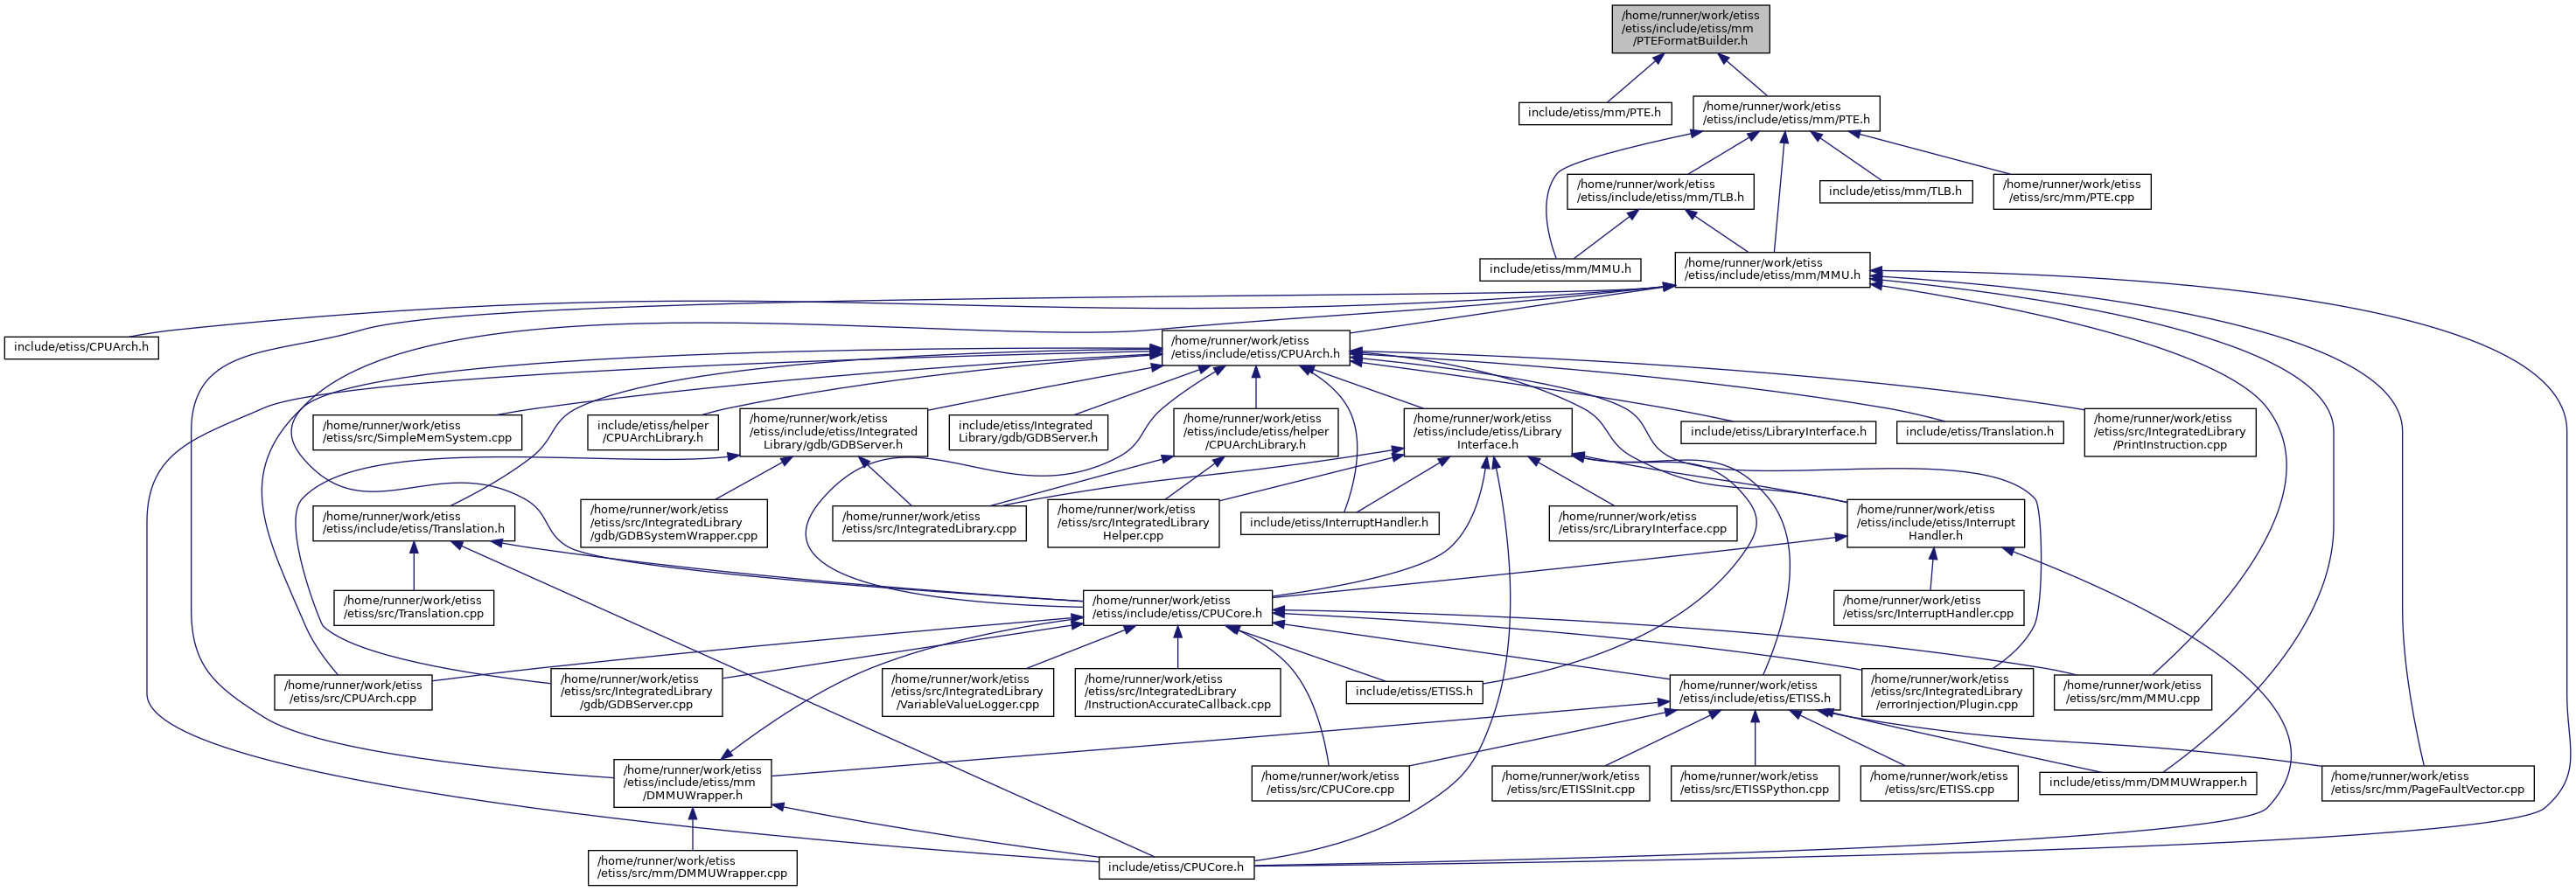 /home/runner/work/etiss
/etiss/include/etiss/mm
/PTEFormatBuilder.h
include/etiss/mm/PTE.h
/home/runner/work/etiss
/etiss/include/etiss/mm/PTE.h
/home/runner/work/etiss
/etiss/include/etiss/mm/TLB.h
include/etiss/mm/TLB.h
/home/runner/work/etiss
/etiss/src/mm/PTE.cpp
include/etiss/mm/MMU.h
/home/runner/work/etiss
/etiss/include/etiss/mm/MMU.h
include/etiss/CPUArch.h
/home/runner/work/etiss
/etiss/include/etiss/CPUArch.h
/home/runner/work/etiss
/etiss/src/SimpleMemSystem.cpp
include/etiss/helper
/CPUArchLibrary.h
/home/runner/work/etiss
/etiss/include/etiss/Integrated
Library/gdb/GDBServer.h
include/etiss/Integrated
Library/gdb/GDBServer.h
/home/runner/work/etiss
/etiss/include/etiss/helper
/CPUArchLibrary.h
/home/runner/work/etiss
/etiss/include/etiss/Library
Interface.h
include/etiss/LibraryInterface.h
include/etiss/Translation.h
/home/runner/work/etiss
/etiss/src/IntegratedLibrary
/PrintInstruction.cpp
/home/runner/work/etiss
/etiss/include/etiss/Translation.h
/home/runner/work/etiss
/etiss/src/IntegratedLibrary
/gdb/GDBSystemWrapper.cpp
/home/runner/work/etiss
/etiss/src/IntegratedLibrary.cpp
/home/runner/work/etiss
/etiss/src/IntegratedLibrary
Helper.cpp
include/etiss/InterruptHandler.h
/home/runner/work/etiss
/etiss/src/LibraryInterface.cpp
/home/runner/work/etiss
/etiss/include/etiss/Interrupt
Handler.h
/home/runner/work/etiss
/etiss/src/Translation.cpp
/home/runner/work/etiss
/etiss/include/etiss/CPUCore.h
/home/runner/work/etiss
/etiss/src/InterruptHandler.cpp
/home/runner/work/etiss
/etiss/src/CPUArch.cpp
/home/runner/work/etiss
/etiss/src/IntegratedLibrary
/gdb/GDBServer.cpp
/home/runner/work/etiss
/etiss/src/IntegratedLibrary
/VariableValueLogger.cpp
/home/runner/work/etiss
/etiss/src/IntegratedLibrary
/InstructionAccurateCallback.cpp
include/etiss/ETISS.h
/home/runner/work/etiss
/etiss/include/etiss/ETISS.h
/home/runner/work/etiss
/etiss/src/IntegratedLibrary
/errorInjection/Plugin.cpp
/home/runner/work/etiss
/etiss/src/mm/MMU.cpp
/home/runner/work/etiss
/etiss/include/etiss/mm
/DMMUWrapper.h
/home/runner/work/etiss
/etiss/src/CPUCore.cpp
/home/runner/work/etiss
/etiss/src/ETISSInit.cpp
/home/runner/work/etiss
/etiss/src/ETISSPython.cpp
/home/runner/work/etiss
/etiss/src/ETISS.cpp
include/etiss/mm/DMMUWrapper.h
/home/runner/work/etiss
/etiss/src/mm/PageFaultVector.cpp
/home/runner/work/etiss
/etiss/src/mm/DMMUWrapper.cpp
include/etiss/CPUCore.h